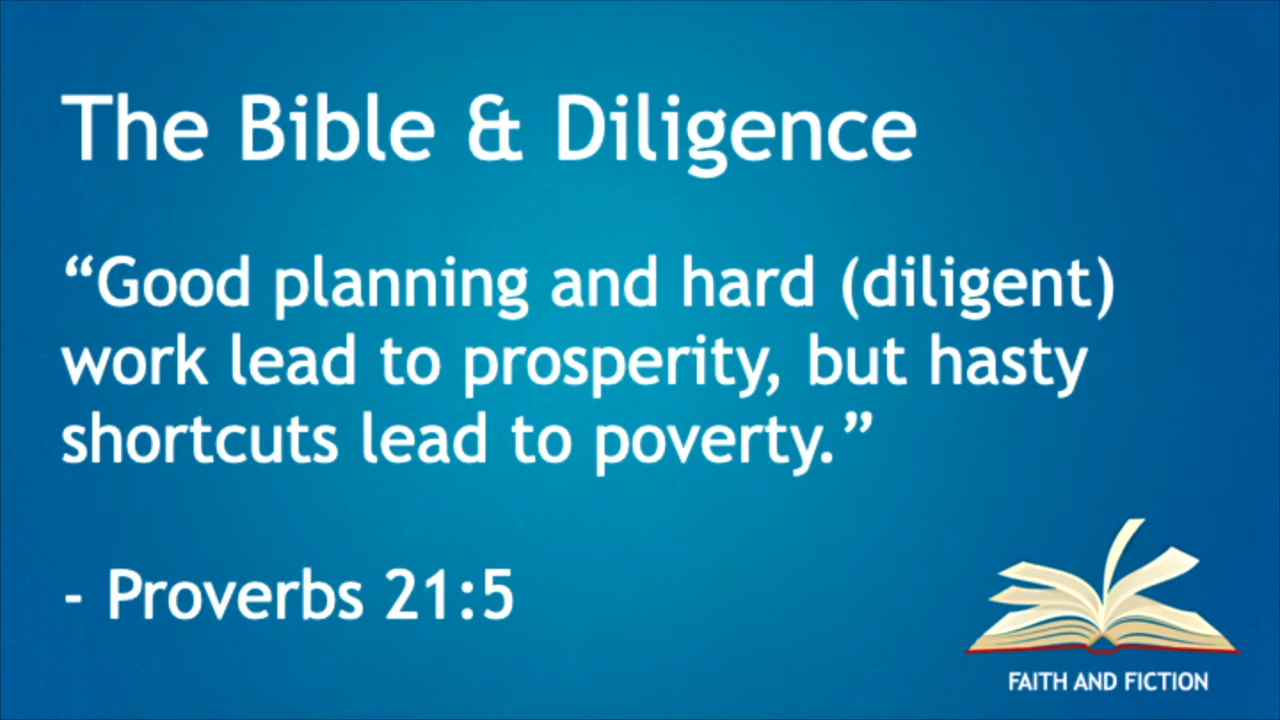 The Bible & Diligence
“Good planning and hard (diligent)
work lead to prosperity, but hasty
shortcuts lead to poverty.”
- Proverbs 21:5
FAITH AND FICTION